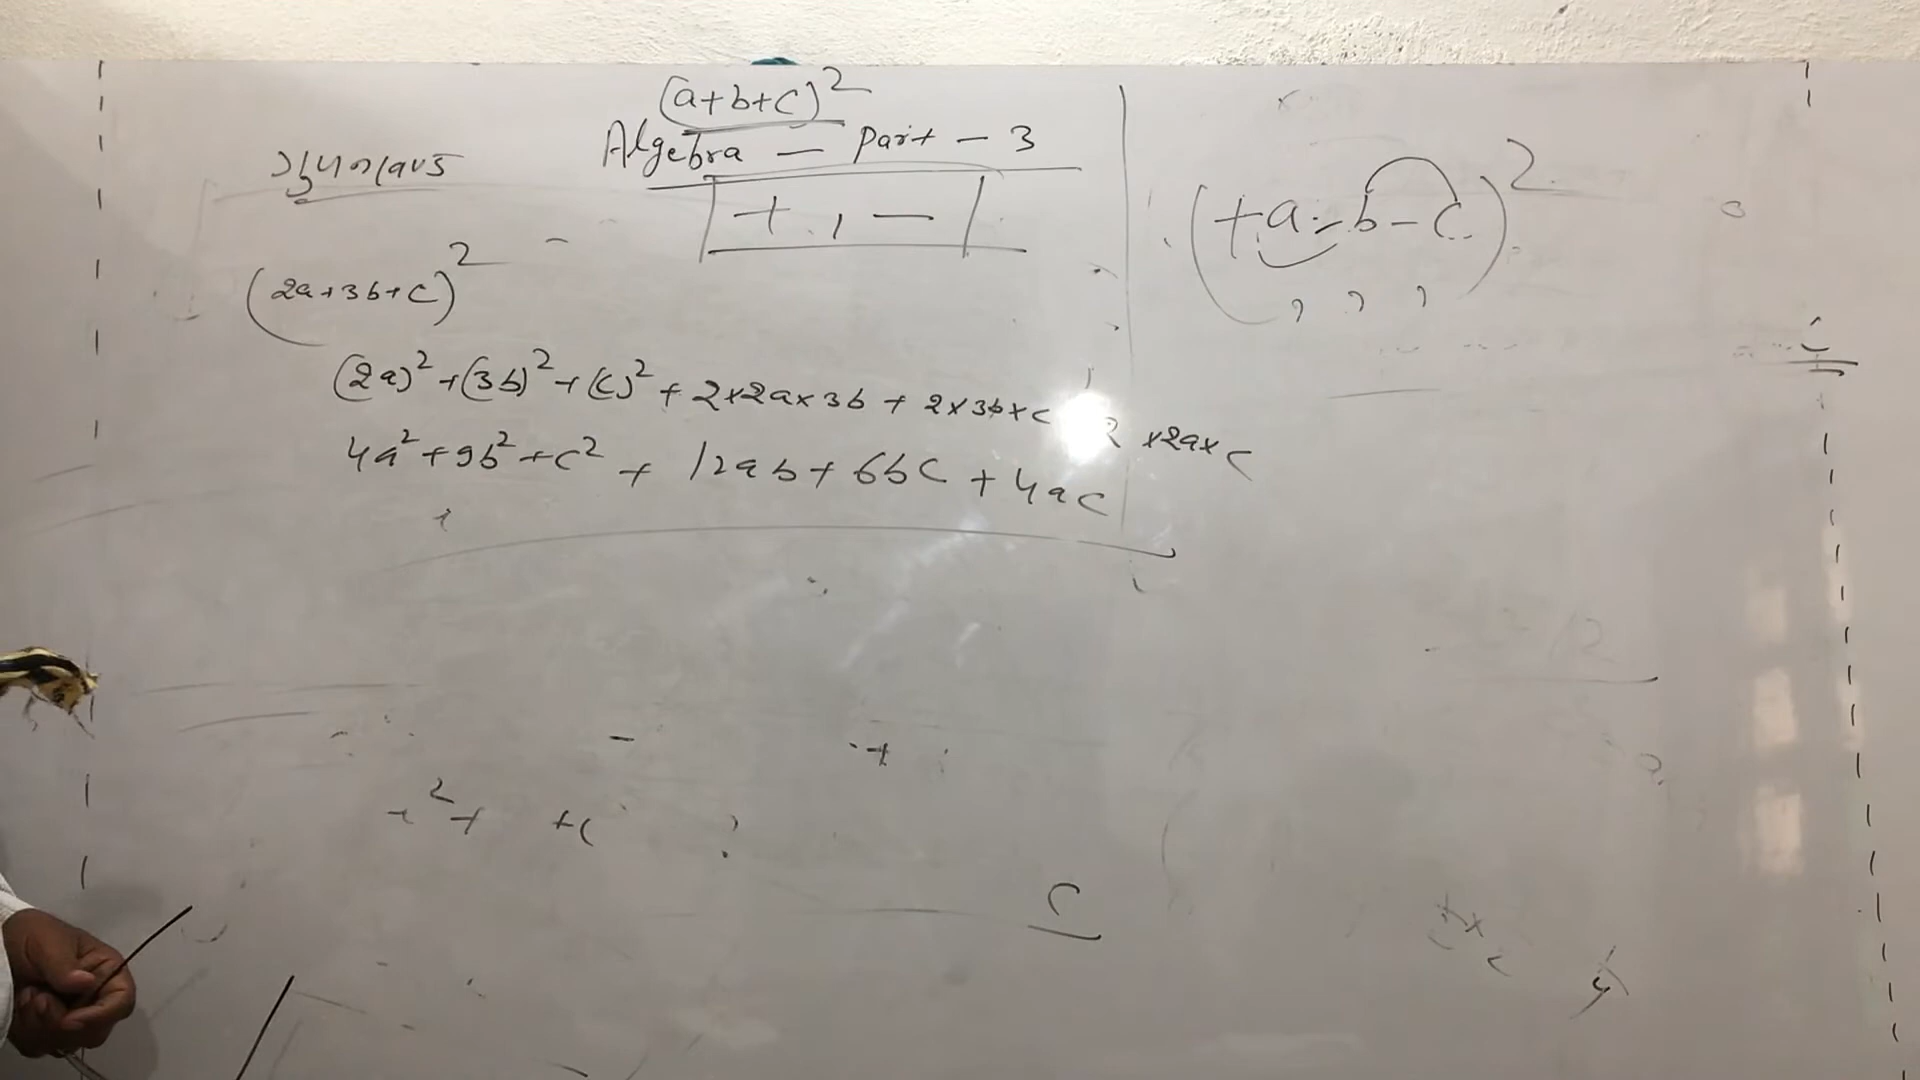 (a+b+c)²
Algebra — Part - 3
ગુણાકાર
+ , —
(2a+3b+c)²
(2a)²+(3b)²+(c)²+2×2a×3b+2×3b×c 2×2a×c
4a²+9b²+c²+12ab+6bc+4ac
(+a-b-c)²
, , ,